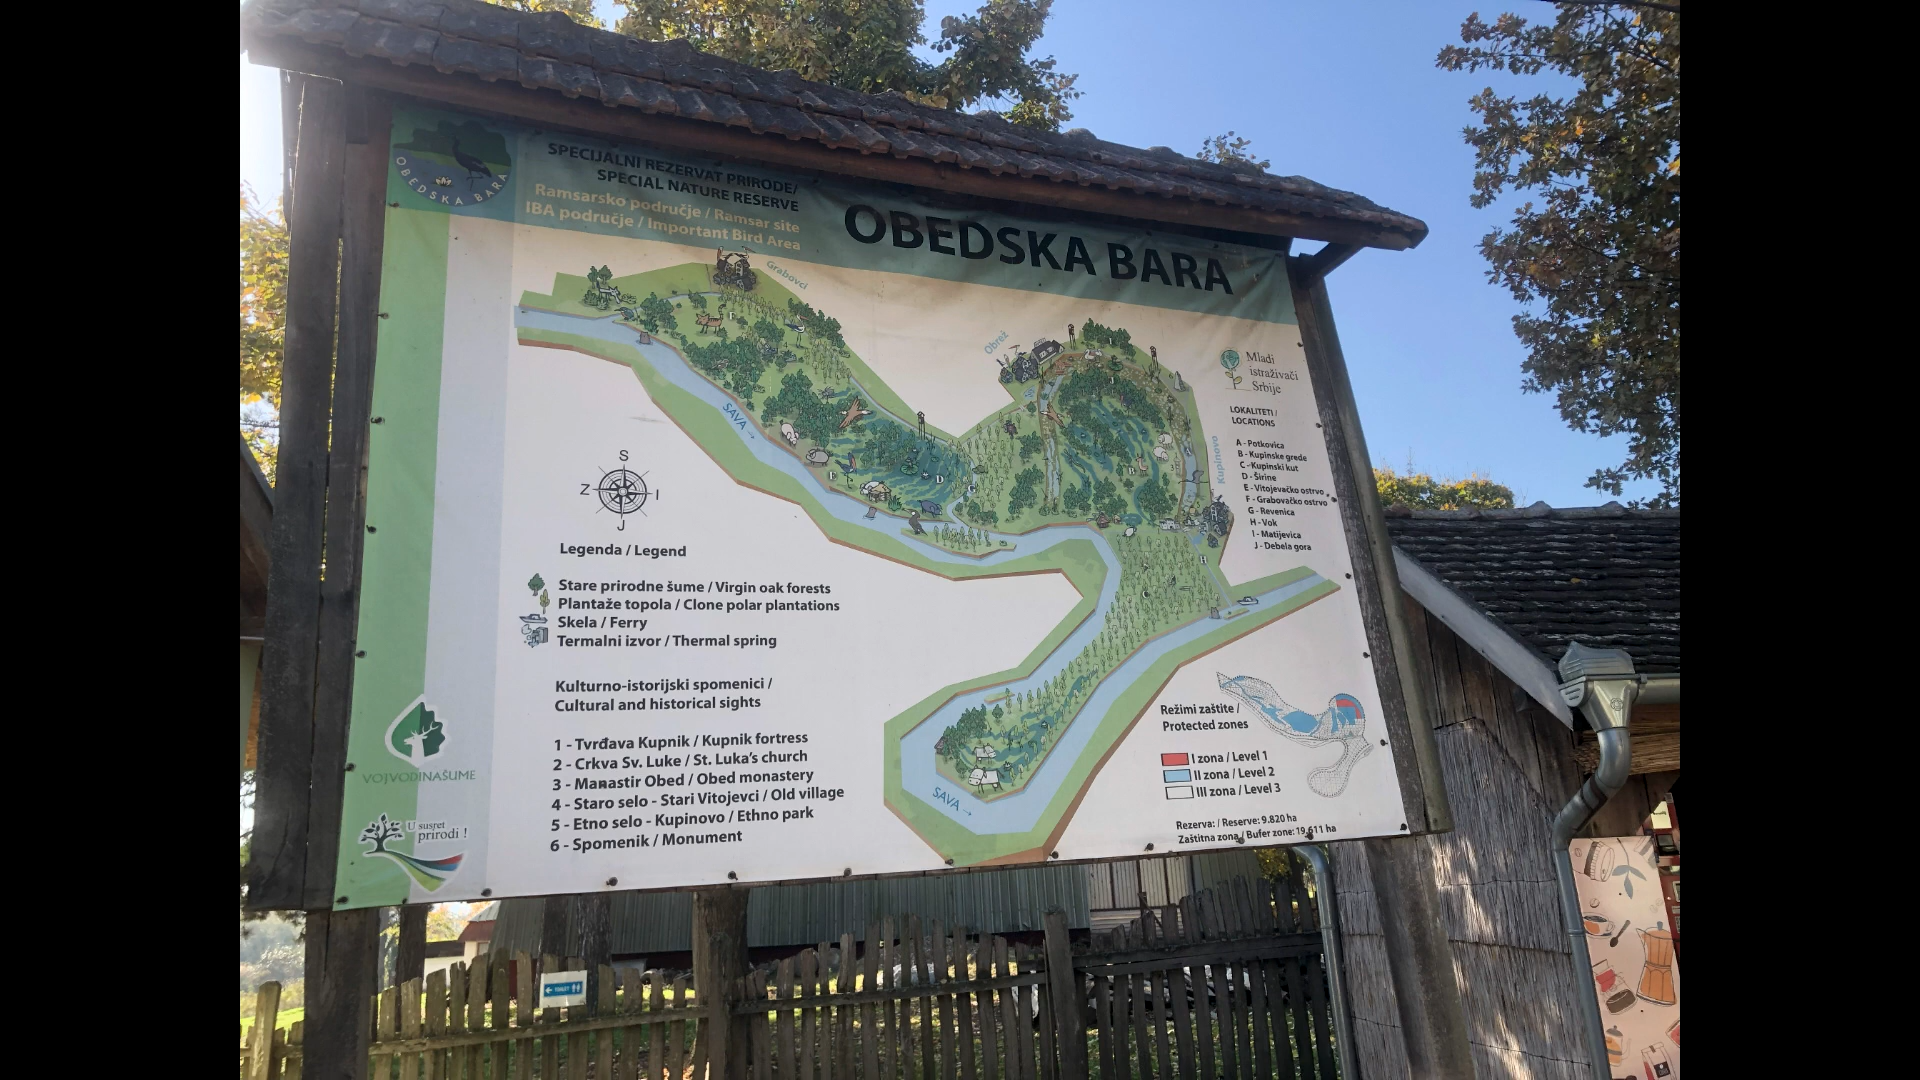 OBEDSKA BARA
SPECIJALNI REZERVAT PRIRODE/
SPECIAL NATURE RESERVE
Ramsarsko područje / Ramsar site
IBA područje / Important Bird Area
OBEDSKA BARA
Grabovci
Obrež
Kupinovo
SAVA
SAVA
Mladi
istraživači
Srbije
LOKALITETI /
LOCATIONS
A - Potkovica
B - Kupinske grede
C - Kupinski kut
D - Širine
E - Vitojevačko ostrvo
F - Grabovačko ostrvo
G - Revenica
H - Vok
I - Matijevica
J - Debela gora
S
Z I
J
Legenda / Legend
Stare prirodne šume / Virgin oak forests
Plantaže topola / Clone polar plantations
Skela / Ferry
Termalni izvor / Thermal spring
Kulturno-istorijski spomenici /
Cultural and historical sights
1 - Tvrđava Kupnik / Kupnik fortress
2 - Crkva Sv. Luke / St. Luka's church
3 - Manastir Obed / Obed monastery
4 - Staro selo - Stari Vitojevci / Old village
5 - Etno selo - Kupinovo / Ethno park
6 - Spomenik / Monument
Režimi zaštite /
Protected zones
I zona / Level 1
II zona / Level 2
III zona / Level 3
Rezerva: / Reserve: 9.820 ha
Zaštitna zona / Bufer zone: 19.611 ha
VOJVODINAŠUME
U susret
prirodi !
TOALET